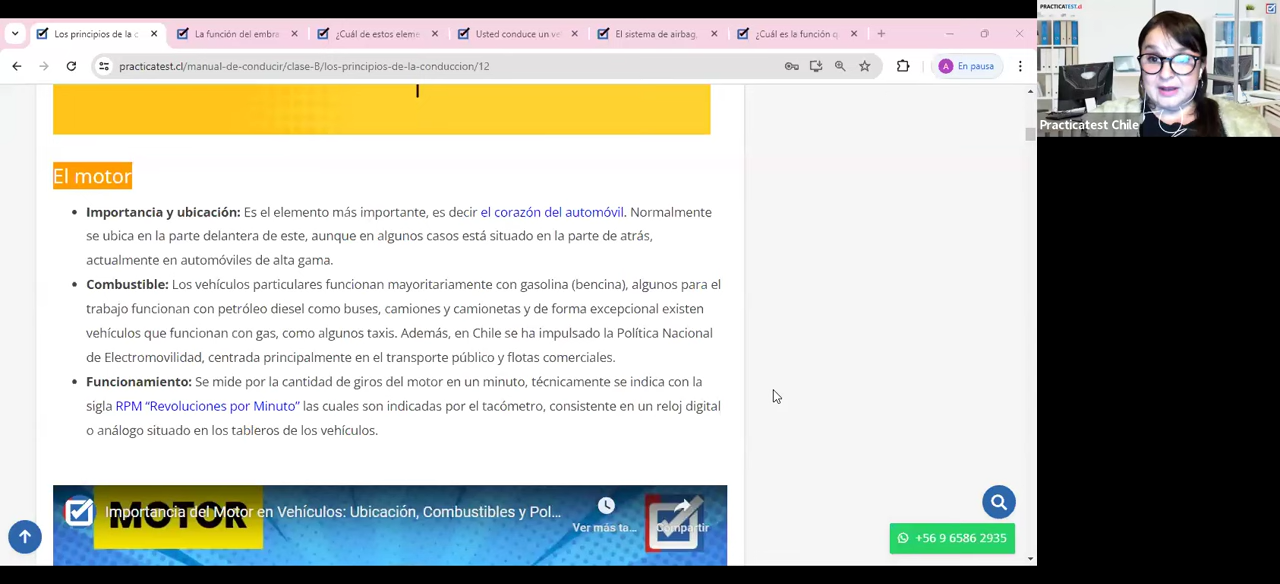 Los principios de la c
La función del embra
¿Cuál de estos eleme
Usted conduce un ve
El sistema de airbag,
¿Cuál es la función q
practicatest.cl/manual-de-conducir/clase-B/los-principios-de-la-conduccion/12
A
En pausa
PRACTICATEST.cl
Practicatest Chile
El motor
Importancia y ubicación: Es el elemento más importante, es decir el corazón del automóvil. Normalmente
se ubica en la parte delantera de este, aunque en algunos casos está situado en la parte de atrás,
actualmente en automóviles de alta gama.
Combustible: Los vehículos particulares funcionan mayoritariamente con gasolina (bencina), algunos para el
trabajo funcionan con petróleo diesel como buses, camiones y camionetas y de forma excepcional existen
vehículos que funcionan con gas, como algunos taxis. Además, en Chile se ha impulsado la Política Nacional
de Electromovilidad, centrada principalmente en el transporte público y flotas comerciales.
Funcionamiento: Se mide por la cantidad de giros del motor en un minuto, técnicamente se indica con la
sigla RPM “Revoluciones por Minuto” las cuales son indicadas por el tacómetro, consistente en un reloj digital
o análogo situado en los tableros de los vehículos.
MOTOR
Importancia del Motor en Vehículos: Ubicación, Combustibles y Pol...
Ver más ta...
Compartir
+56 9 6586 2935